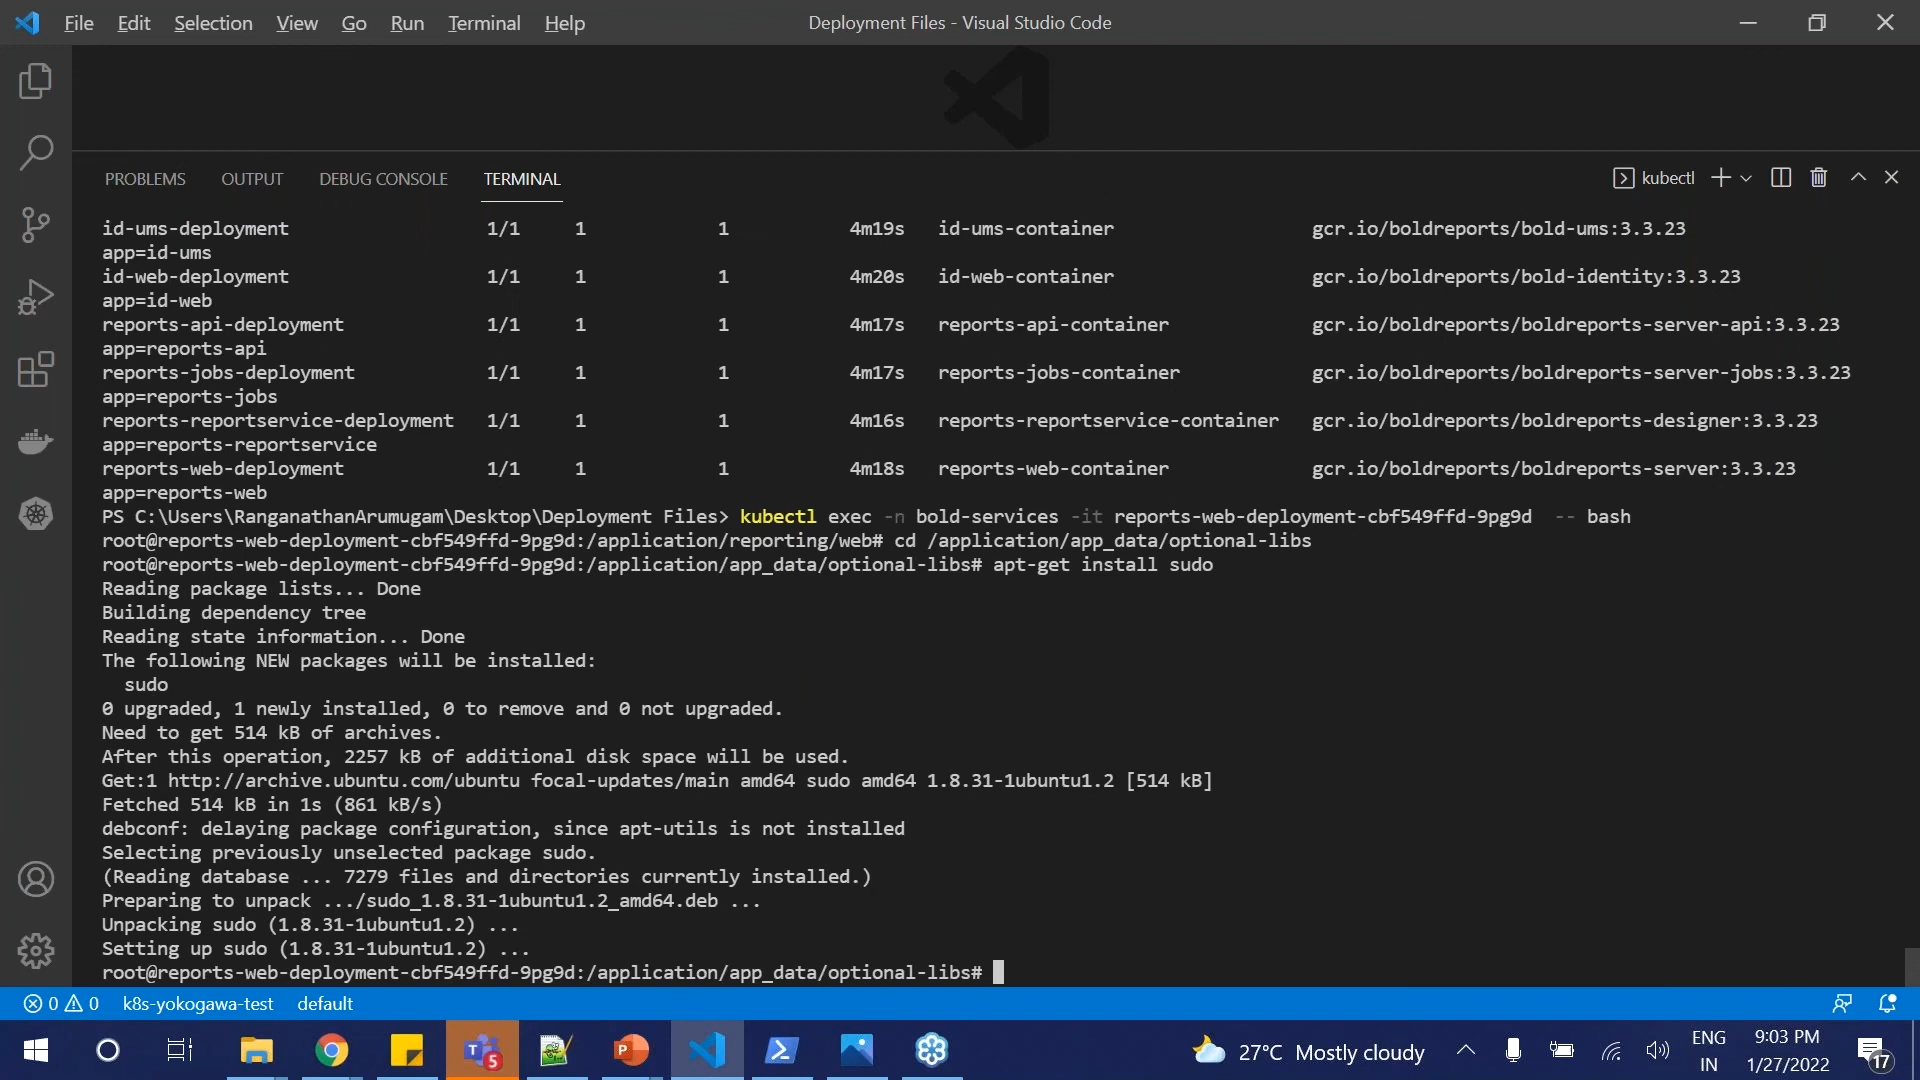 File Edit Selection View Go Run Terminal Help Deployment Files - Visual Studio Code
PROBLEMS OUTPUT DEBUG CONSOLE TERMINAL kubectl
id-ums-deployment 1/1 1 1 4m19s id-ums-container gcr.io/boldreports/bold-ums:3.3.23
app=id-ums
id-web-deployment 1/1 1 1 4m20s id-web-container gcr.io/boldreports/bold-identity:3.3.23
app=id-web
reports-api-deployment 1/1 1 1 4m17s reports-api-container gcr.io/boldreports/boldreports-server-api:3.3.23
app=reports-api
reports-jobs-deployment 1/1 1 1 4m17s reports-jobs-container gcr.io/boldreports/boldreports-server-jobs:3.3.23
app=reports-jobs
reports-reportservice-deployment 1/1 1 1 4m16s reports-reportservice-container gcr.io/boldreports/boldreports-designer:3.3.23
app=reports-reportservice
reports-web-deployment 1/1 1 1 4m18s reports-web-container gcr.io/boldreports/boldreports-server:3.3.23
app=reports-web
PS C:\Users\RanganathanArumugam\Desktop\Deployment Files> kubectl exec -n bold-services -it reports-web-deployment-cbf549ffd-9pg9d -- bash
root@reports-web-deployment-cbf549ffd-9pg9d:/application/reporting/web# cd /application/app_data/optional-libs
root@reports-web-deployment-cbf549ffd-9pg9d:/application/app_data/optional-libs# apt-get install sudo
Reading package lists... Done
Building dependency tree
Reading state information... Done
The following NEW packages will be installed:
sudo
0 upgraded, 1 newly installed, 0 to remove and 0 not upgraded.
Need to get 514 kB of archives.
After this operation, 2257 kB of additional disk space will be used.
Get:1 http://archive.ubuntu.com/ubuntu focal-updates/main amd64 sudo amd64 1.8.31-1ubuntu1.2 [514 kB]
Fetched 514 kB in 1s (861 kB/s)
debconf: delaying package configuration, since apt-utils is not installed
Selecting previously unselected package sudo.
(Reading database ... 7279 files and directories currently installed.)
Preparing to unpack .../sudo_1.8.31-1ubuntu1.2_amd64.deb ...
Unpacking sudo (1.8.31-1ubuntu1.2) ...
Setting up sudo (1.8.31-1ubuntu1.2) ...
root@reports-web-deployment-cbf549ffd-9pg9d:/application/app_data/optional-libs#
0 0 k8s-yokogawa-test default
5 P 27°C Mostly cloudy ENG 9:03 PM
IN 1/27/2022 17